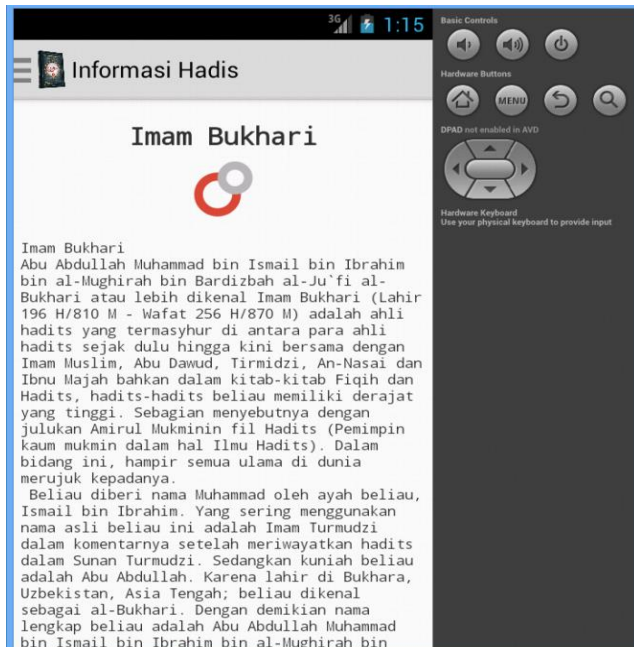 3G 1:15
Informasi Hadis
Imam Bukhari
Imam Bukhari
Abu Abdullah Muhammad bin Ismail bin Ibrahim
bin al-Mughirah bin Bardizbah al-Ju`fi al-
Bukhari atau lebih dikenal Imam Bukhari (Lahir
196 H/810 M - Wafat 256 H/870 M) adalah ahli
hadits yang termasyhur di antara para ahli
hadits sejak dulu hingga kini bersama dengan
Imam Muslim, Abu Dawud, Tirmidzi, An-Nasai dan
Ibnu Majah bahkan dalam kitab-kitab Fiqih dan
Hadits, hadits-hadits beliau memiliki derajat
yang tinggi. Sebagian menyebutnya dengan
julukan Amirul Mukminin fil Hadits (Pemimpin
kaum mukmin dalam hal Ilmu Hadits). Dalam
bidang ini, hampir semua ulama di dunia
merujuk kepadanya.
Beliau diberi nama Muhammad oleh ayah beliau,
Ismail bin Ibrahim. Yang sering menggunakan
nama asli beliau ini adalah Imam Turmudzi
dalam komentarnya setelah meriwayatkan hadits
dalam Sunan Turmudzi. Sedangkan kuniah beliau
adalah Abu Abdullah. Karena lahir di Bukhara,
Uzbekistan, Asia Tengah; beliau dikenal
sebagai al-Bukhari. Dengan demikian nama
lengkap beliau adalah Abu Abdullah Muhammad
bin Ismail bin Ibrahim bin al-Mughirah bin
Basic Controls
Hardware Buttons
MENU
DPAD not enabled in AVD
Hardware Keyboard
Use your physical keyboard to provide input